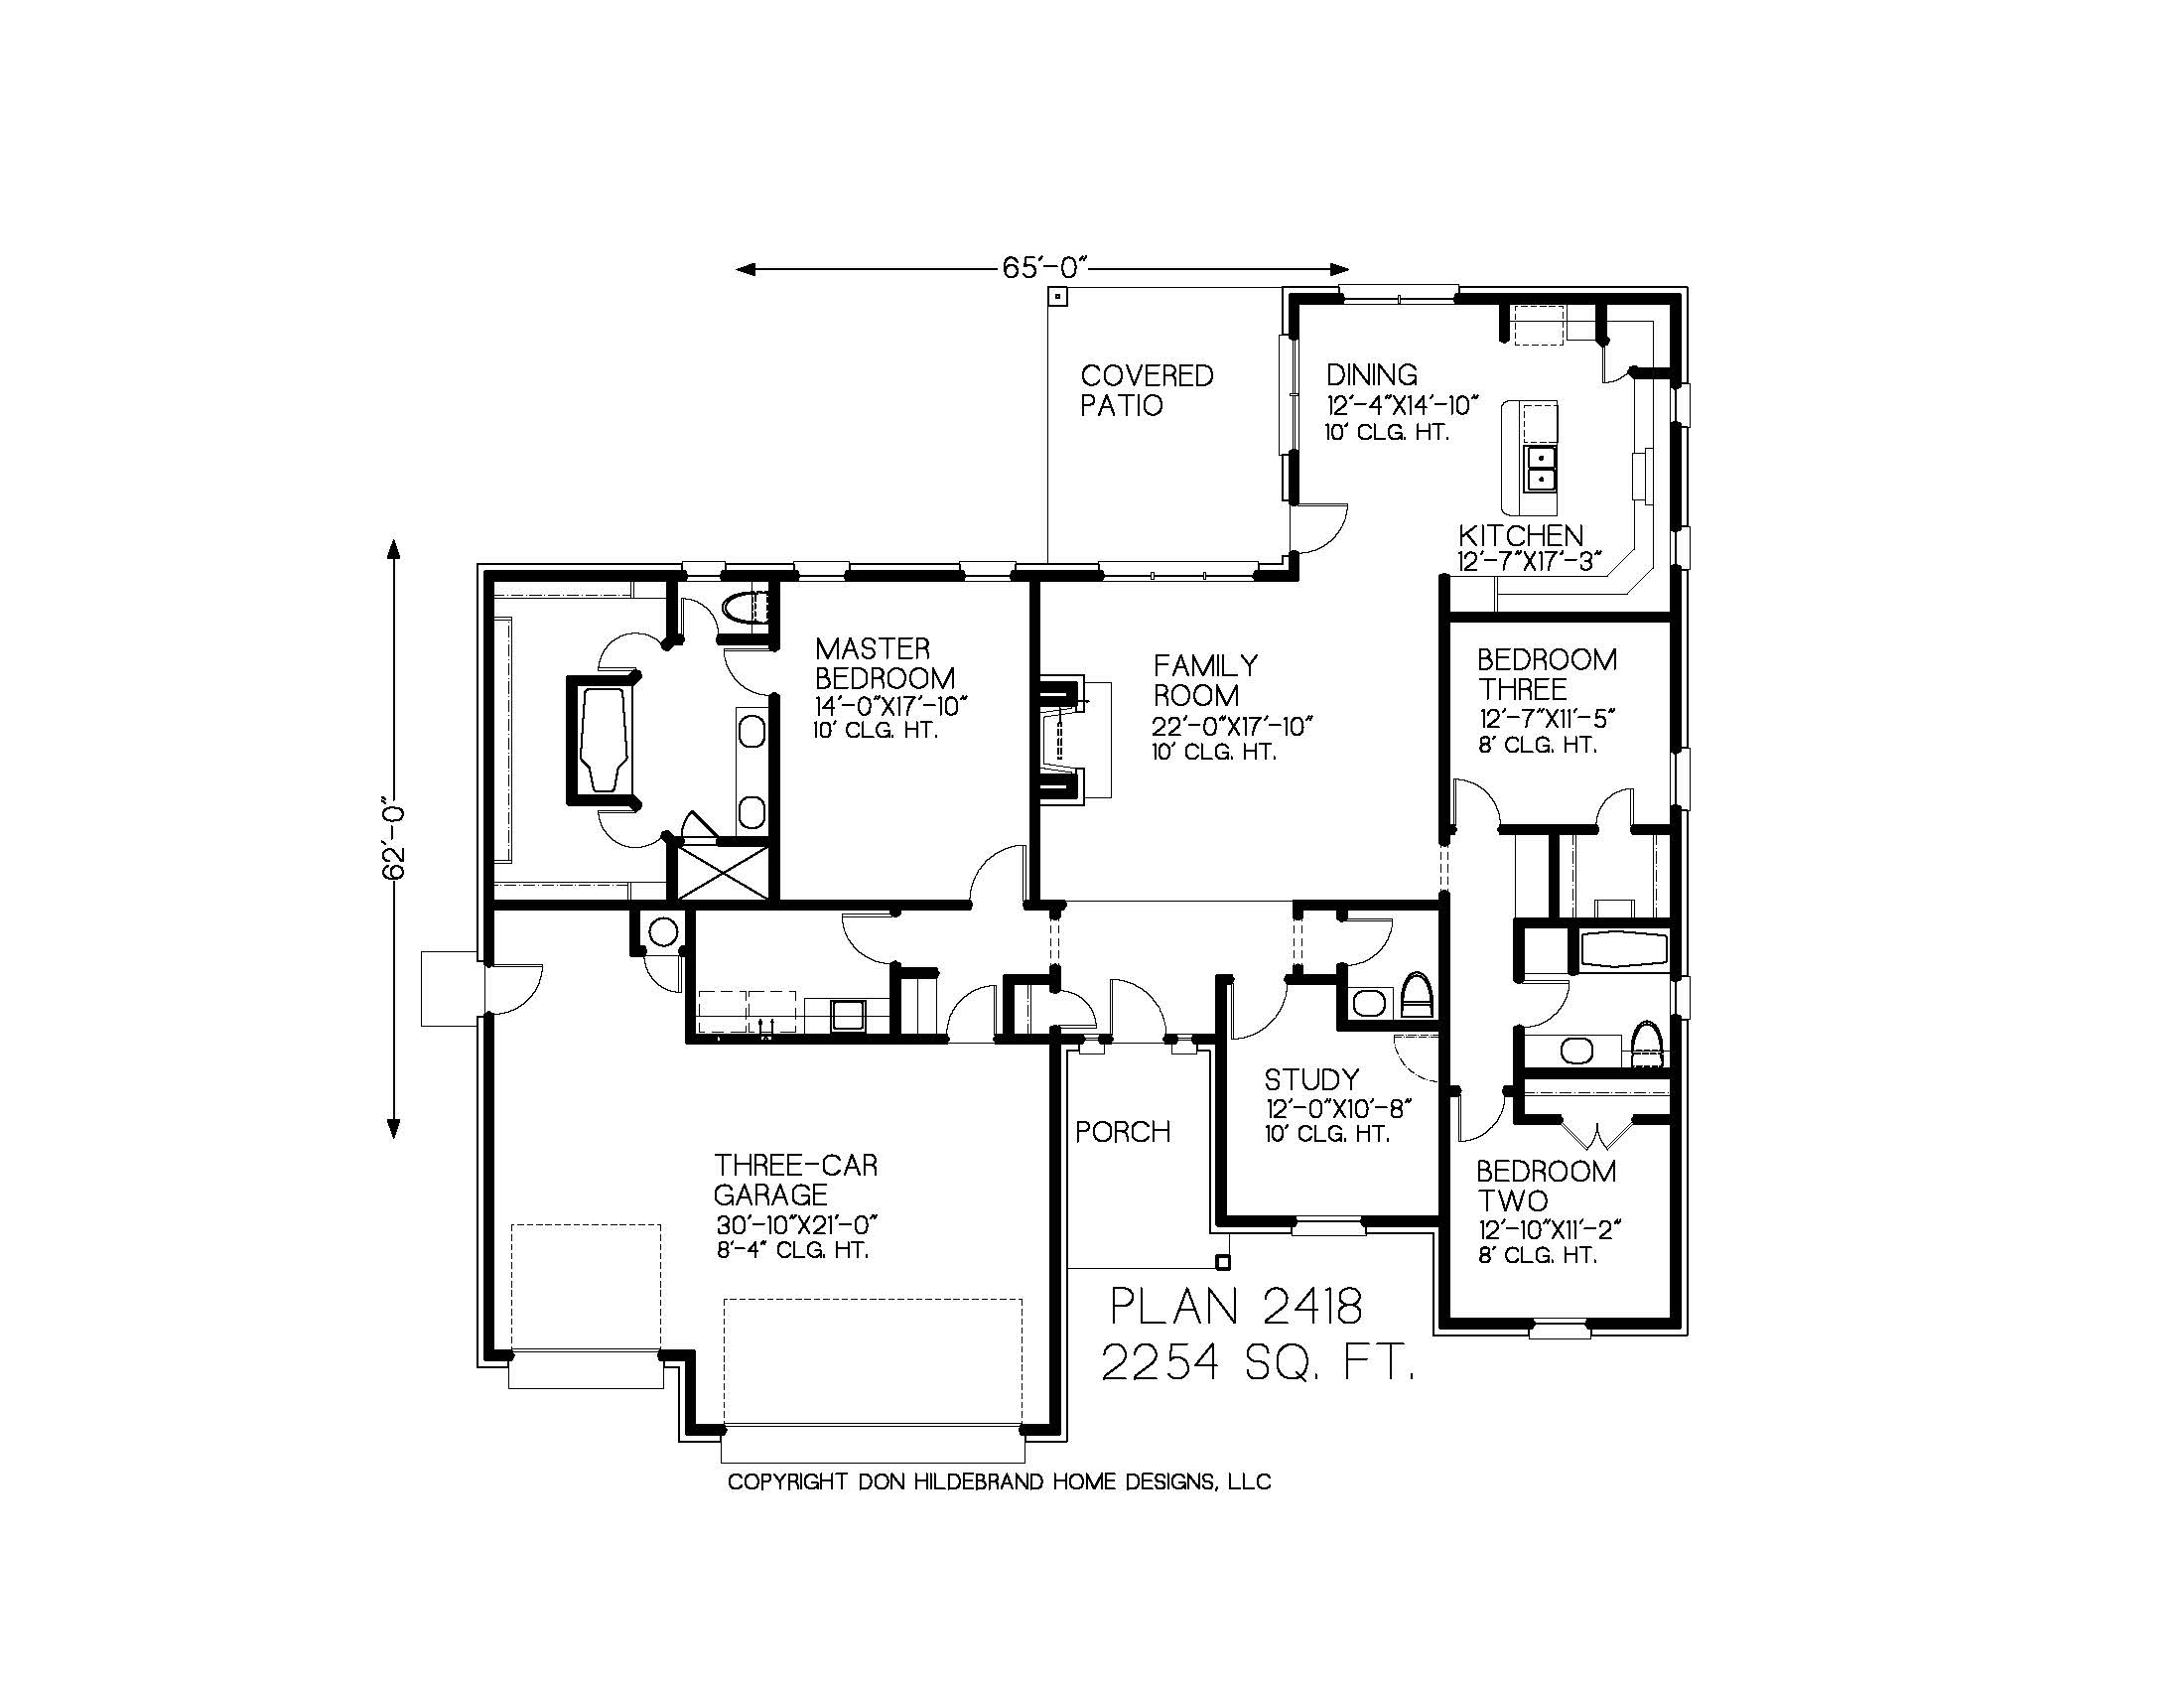 65'-0"
COVERED
PATIO
DINING
12'-4"X14'-10"
10' CLG. HT.
KITCHEN
12'-7"X17'-3"
MASTER
BEDROOM
14'-0"X17'-10"
10' CLG. HT.
FAMILY
ROOM
22'-0"X17'-10"
10' CLG. HT.
BEDROOM
THREE
12'-7"X11'-5"
8' CLG. HT.
62'-0"
STUDY
12'-0"X10'-8"
10' CLG. HT.
PORCH
THREE-CAR
GARAGE
30'-10"X21'-0"
8'-4" CLG. HT.
BEDROOM
TWO
12'-10"X11'-2"
8' CLG. HT.
PLAN 2418
2254 SQ. FT.
COPYRIGHT DON HILDEBRAND HOME DESIGNS, LLC